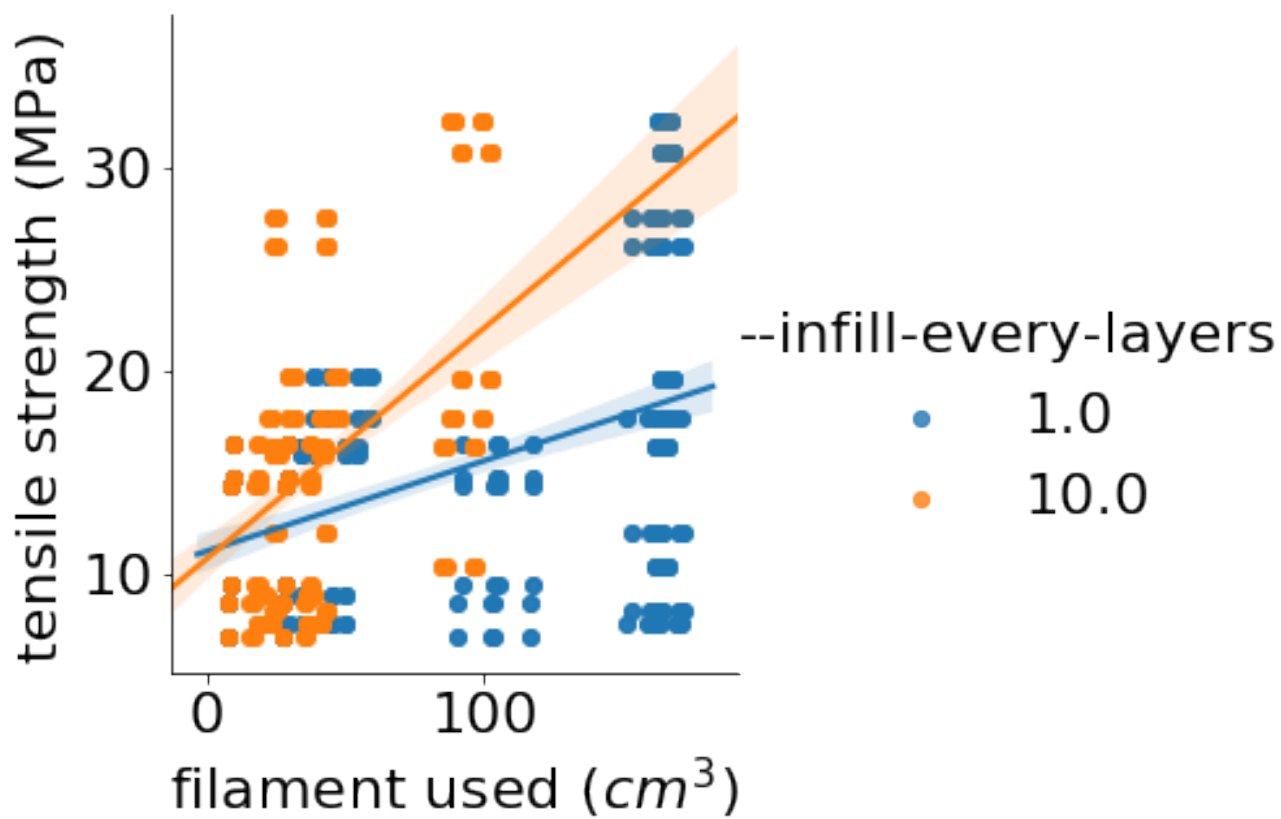 tensile strength (MPa)
30
20
10
0
100
filament used (cm³)
--infill-every-layers
1.0
10.0